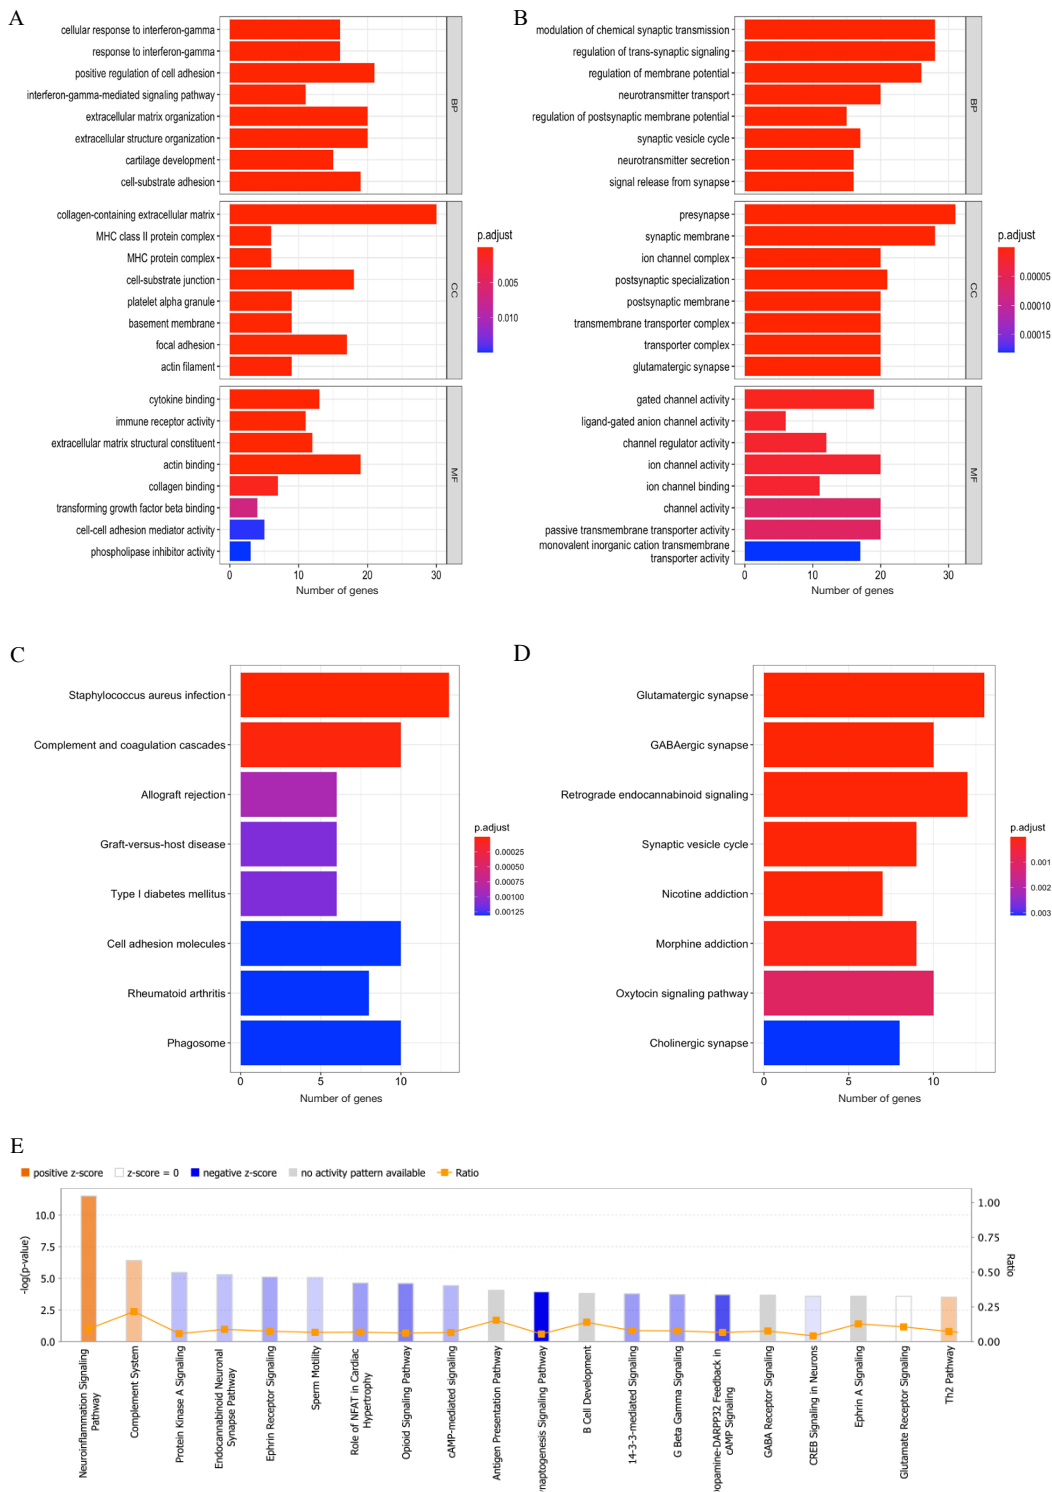 A
cellular response to interferon-gamma
response to interferon-gamma
positive regulation of cell adhesion
interferon-gamma-mediated signaling pathway
extracellular matrix organization
extracellular structure organization
cartilage development
cell-substrate adhesion
BP
collagen-containing extracellular matrix
MHC class II protein complex
MHC protein complex
cell-substrate junction
platelet alpha granule
basement membrane
focal adhesion
actin filament
CC
cytokine binding
immune receptor activity
extracellular matrix structural constituent
actin binding
collagen binding
transforming growth factor beta binding
cell-cell adhesion mediator activity
phospholipase inhibitor activity
MF
0 10 20 30
Number of genes
p.adjust
0.005
0.010
B
modulation of chemical synaptic transmission
regulation of trans-synaptic signaling
regulation of membrane potential
neurotransmitter transport
regulation of postsynaptic membrane potential
synaptic vesicle cycle
neurotransmitter secretion
signal release from synapse
BP
presynapse
synaptic membrane
ion channel complex
postsynaptic specialization
postsynaptic membrane
transmembrane transporter complex
transporter complex
glutamatergic synapse
CC
gated channel activity
ligand-gated anion channel activity
channel regulator activity
ion channel activity
ion channel binding
channel activity
passive transmembrane transporter activity
monovalent inorganic cation transmembrane
transporter activity
MF
0 10 20 30
Number of genes
p.adjust
0.00005
0.00010
0.00015
C
Staphylococcus aureus infection
Complement and coagulation cascades
Allograft rejection
Graft-versus-host disease
Type I diabetes mellitus
Cell adhesion molecules
Rheumatoid arthritis
Phagosome
0 5 10
Number of genes
p.adjust
0.00025
0.00050
0.00075
0.00100
0.00125
D
Glutamatergic synapse
GABAergic synapse
Retrograde endocannabinoid signaling
Synaptic vesicle cycle
Nicotine addiction
Morphine addiction
Oxytocin signaling pathway
Cholinergic synapse
0 5 10
Number of genes
p.adjust
0.001
0.002
0.003
E
positive z-score z-score = 0 negative z-score no activity pattern available Ratio
-log(p-value)
10.0
7.5
5.0
2.5
0.0
1.00
0.75
0.50
0.25
0.00
Ratio
Neuroinflammation Signaling
Pathway
Complement System
Protein Kinase A Signaling
Endocannabinoid Neuronal
Synapse Pathway
Ephrin Receptor Signaling
Sperm Motility
Role of NFAT in Cardiac
Hypertrophy
Opioid Signaling Pathway
cAMP-mediated signaling
Antigen Presentation Pathway
ynaptogenesis Signaling Pathway
B Cell Development
14-3-3-mediated Signaling
G Beta Gamma Signaling
Dopamine-DARPP32 Feedback in
cAMP Signaling
GABA Receptor Signaling
CREB Signaling in Neurons
Ephrin A Signaling
Glutamate Receptor Signaling
Th2 Pathway